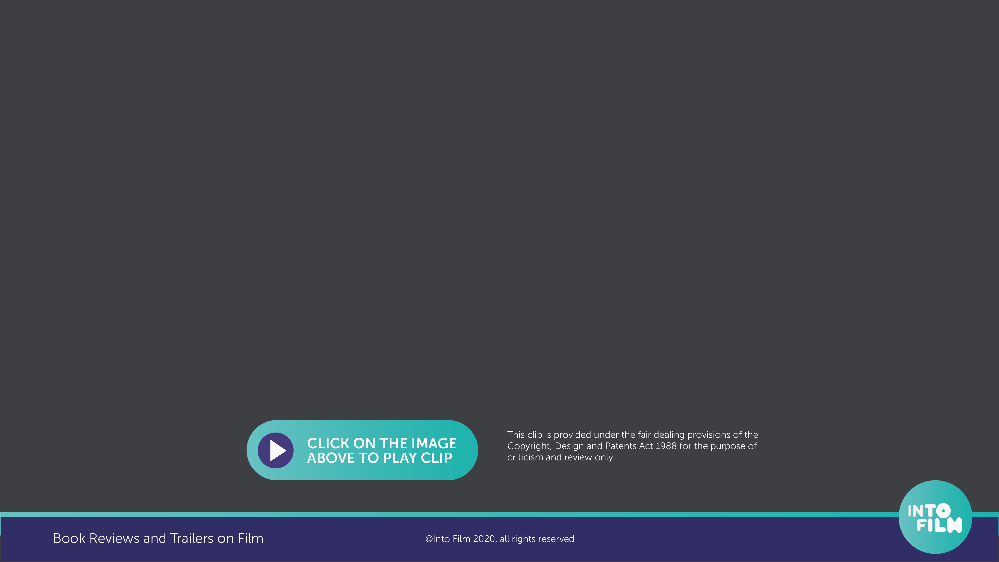 CLICK ON THE IMAGE
ABOVE TO PLAY CLIP
This clip is provided under the fair dealing provisions of the
Copyright, Design and Patents Act 1988 for the purpose of
criticism and review only.
Book Reviews and Trailers on Film
©Into Film 2020, all rights reserved
INTO
FILM